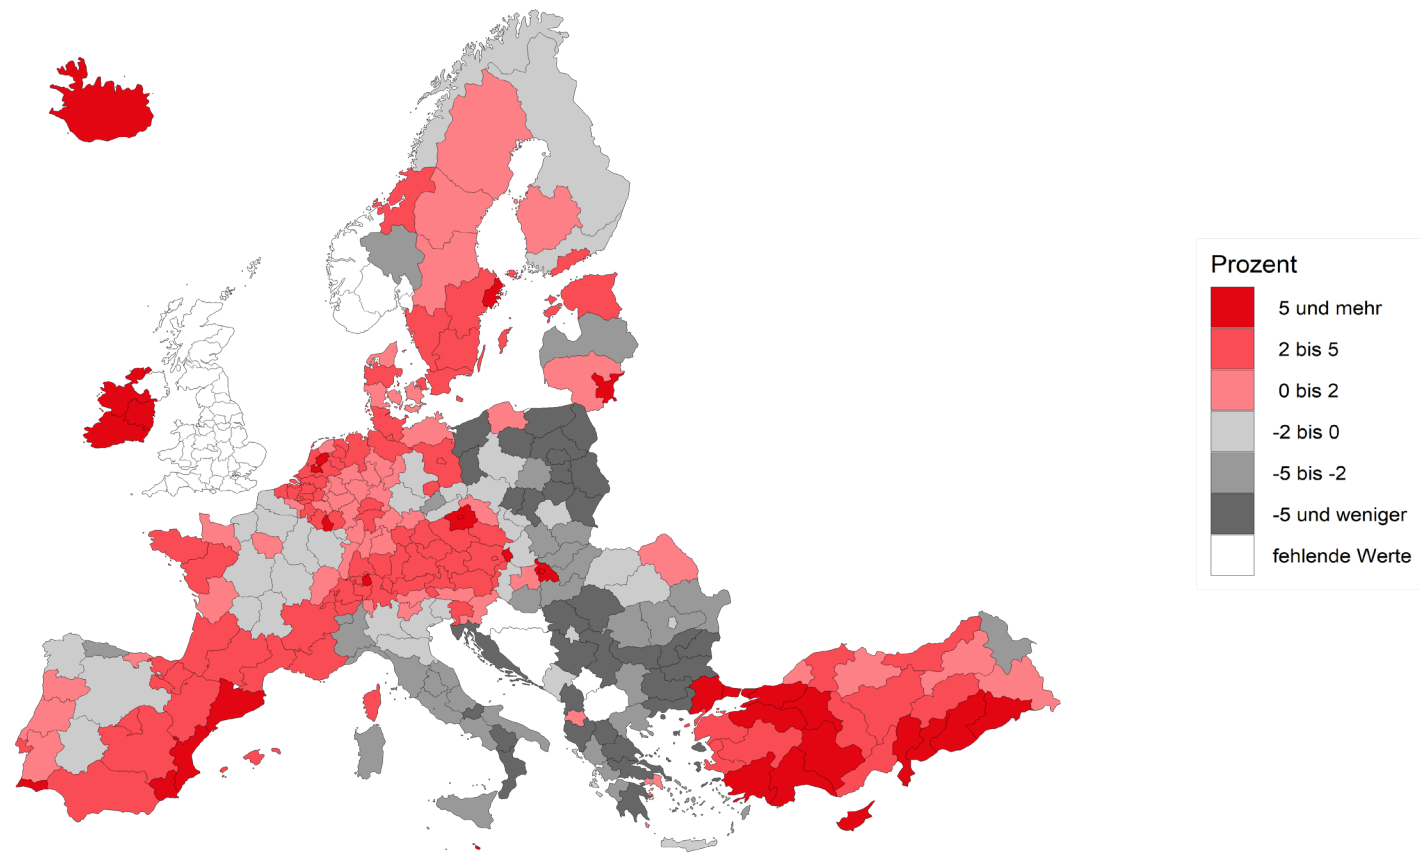 Prozent
5 und mehr
2 bis 5
0 bis 2
-2 bis 0
-5 bis -2
-5 und weniger
fehlende Werte